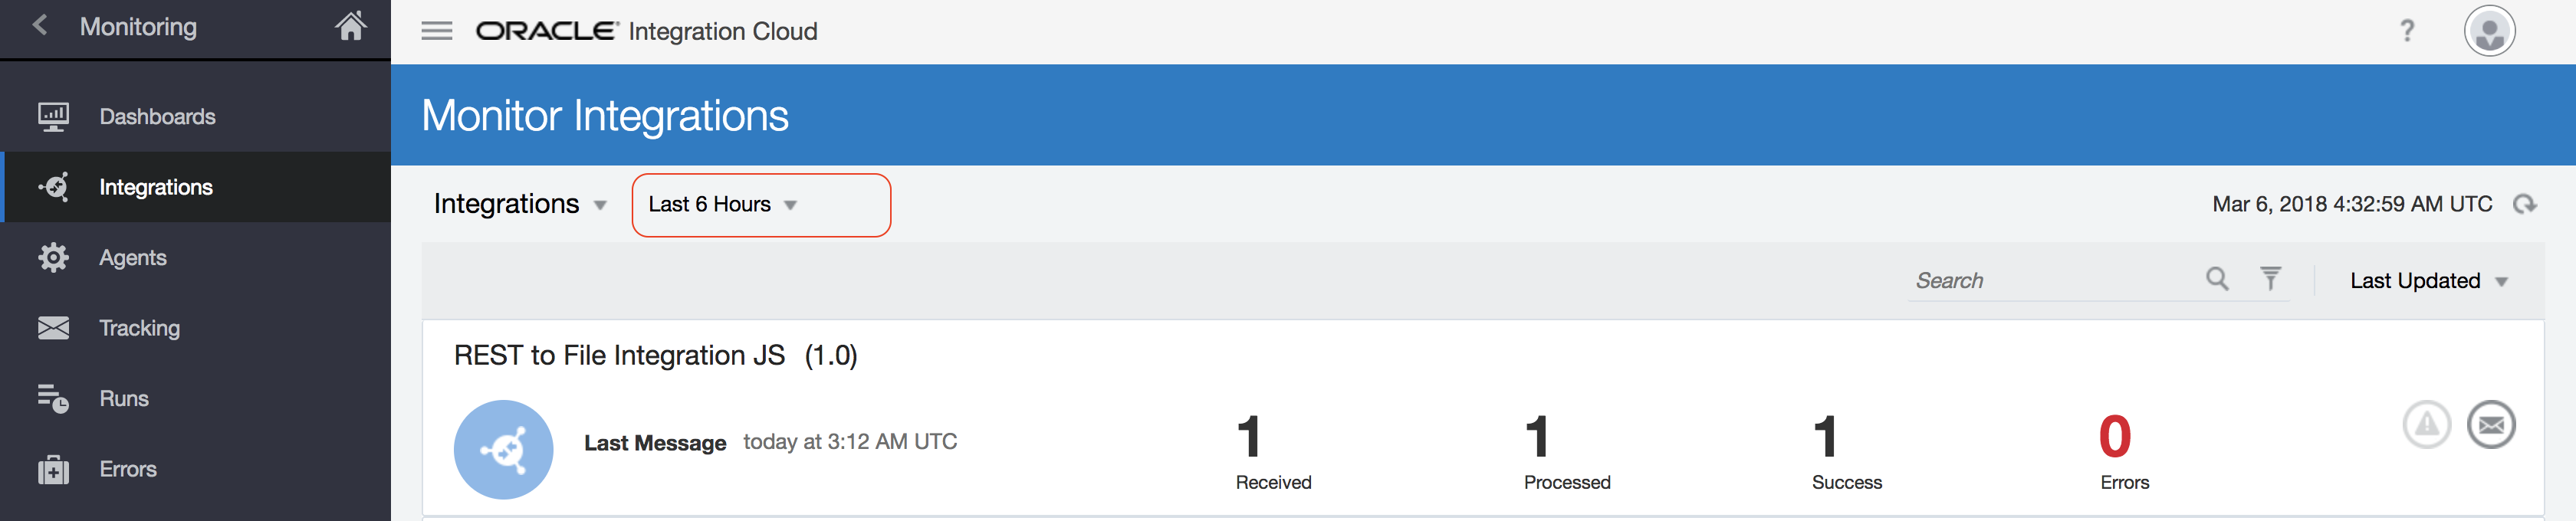 Monitoring
ORACLE Integration Cloud
?
Dashboards
Integrations
Agents
Tracking
Runs
Errors
Monitor Integrations
Integrations Last 6 Hours Mar 6, 2018 4:32:59 AM UTC
Search Last Updated
REST to File Integration JS (1.0)
Last Message today at 3:12 AM UTC
1 1 1 0
Received Processed Success Errors